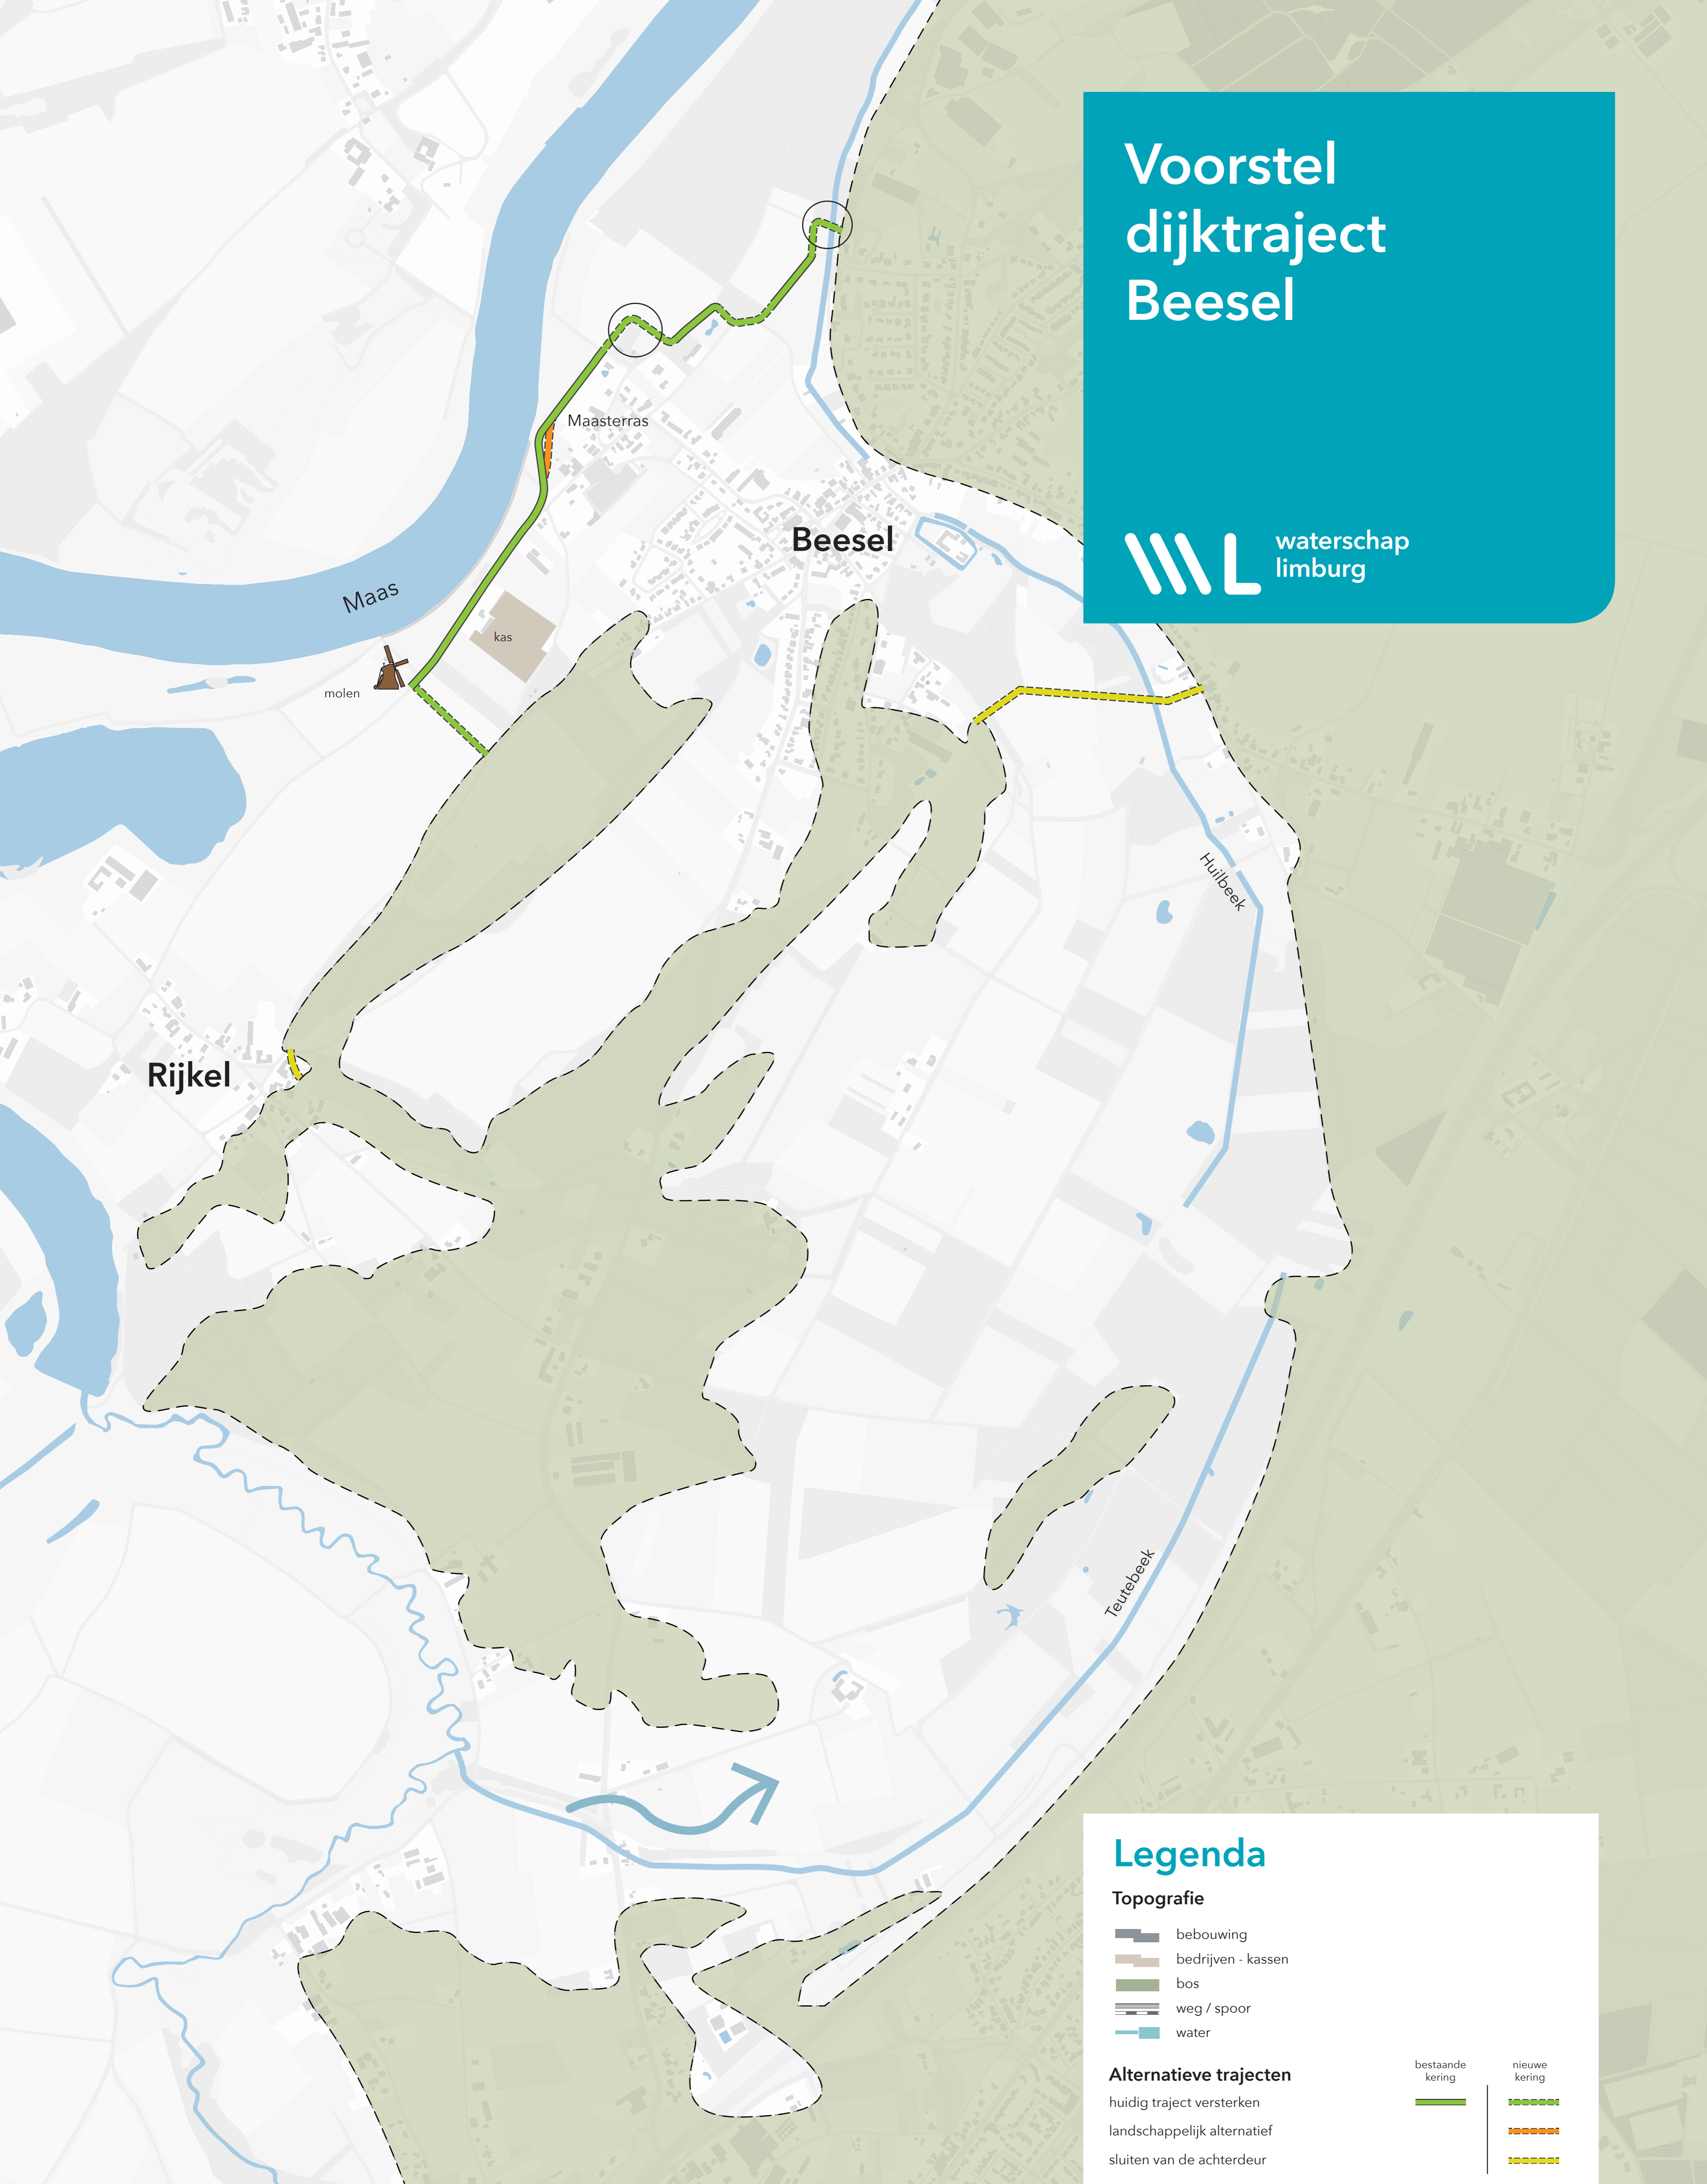 Voorstel
dijktraject
Beesel
waterschap
limburg
Maasterras
Beesel
Maas
kas
molen
Huilbeek
Rijkel
Teutebeek
Legenda
Topografie
bebouwing
bedrijven - kassen
bos
weg / spoor
water
Alternatieve trajecten
bestaande
kering
nieuwe
kering
huidig traject versterken
landschappelijk alternatief
sluiten van de achterdeur